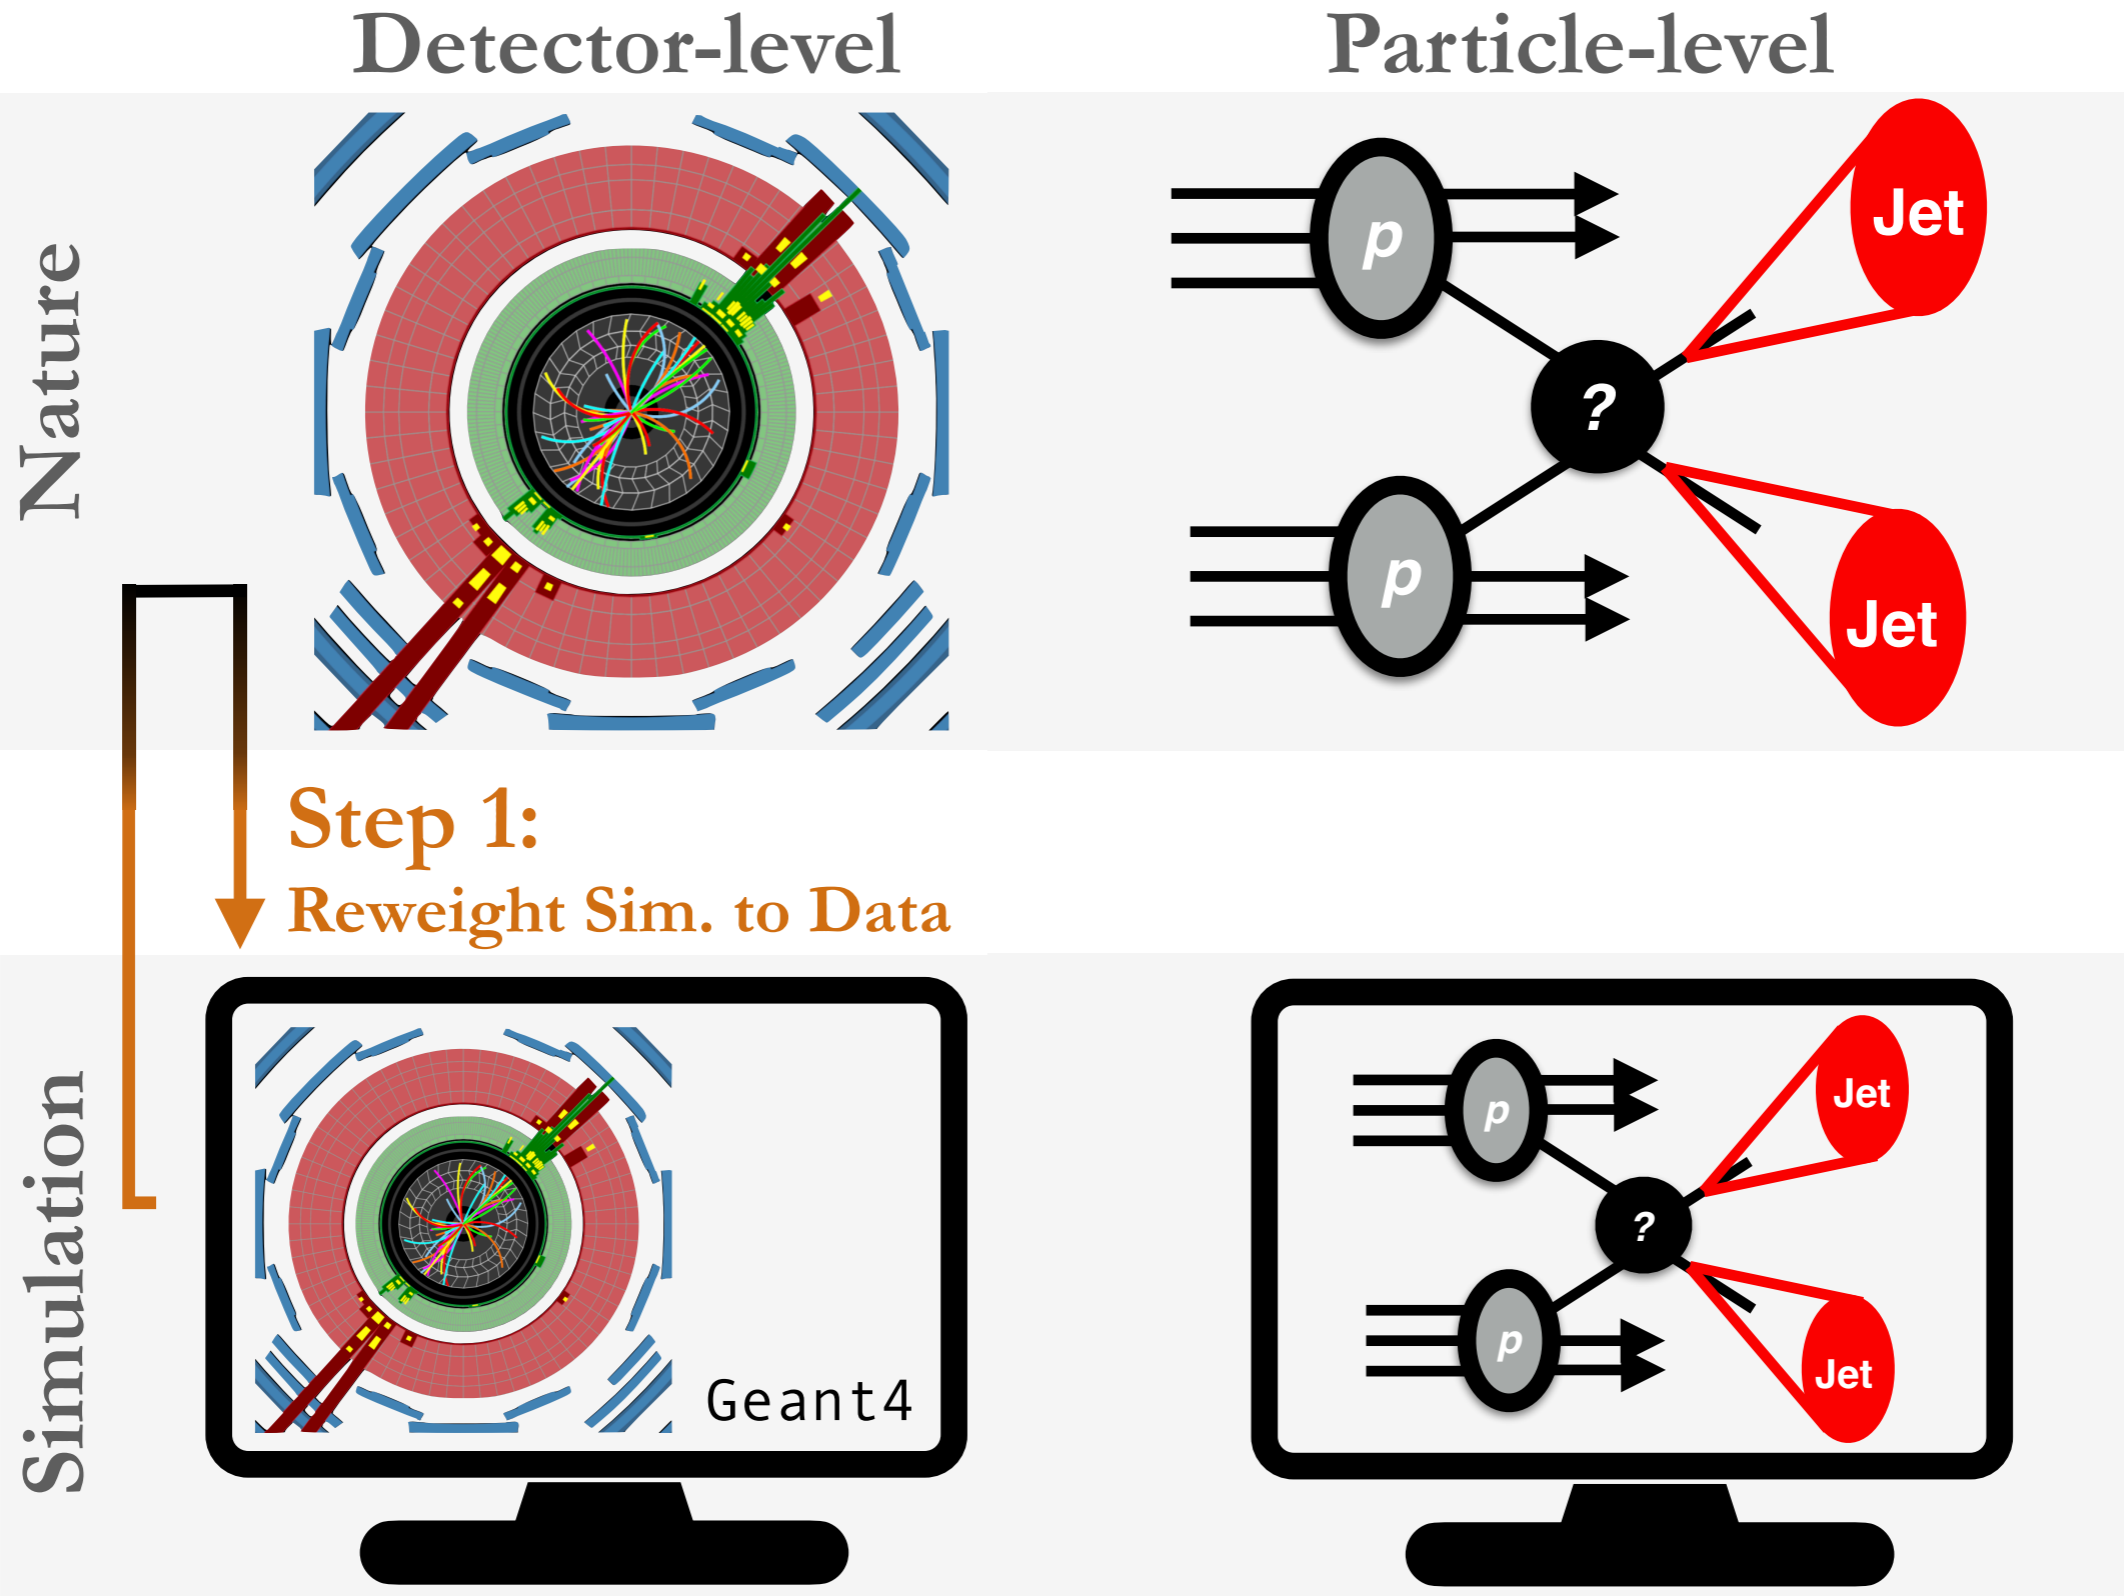 Detector-level
Particle-level
Nature
p
Jet
?
p
Jet
Step 1:
Reweight Sim. to Data
Simulation
Geant4
p
Jet
?
p
Jet